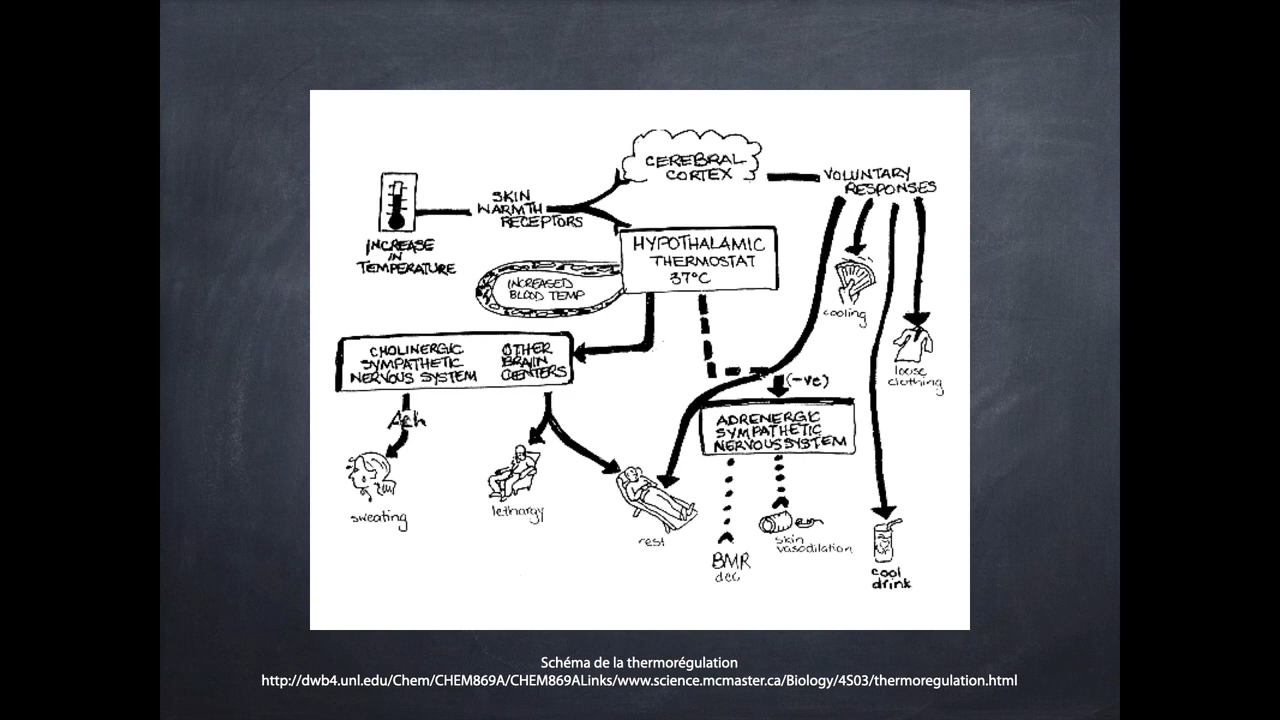 CEREBRAL
CORTEX
VOLUNTARY
RESPONSES
SKIN
WARMTH
RECEPTORS
INCREASE
IN
TEMPERATURE
HYPOTHALAMIC
THERMOSTAT
37°C
INCREASED
BLOOD TEMP
cooling
loose
clothing
CHOLINERGIC
SYMPATHETIC
NERVOUS SYSTEM
OTHER
BRAIN
CENTERS
(-ve)
ADRENERGIC
SYMPATHETIC
NERVOUS SYSTEM
Ach
sweating
lethargy
rest
BMR
dec
skin
vasodilation
cool
drink
Schéma de la thermorégulation
http://dwb4.unl.edu/Chem/CHEM869A/CHEM869ALinks/www.science.mcmaster.ca/Biology/4S03/thermoregulation.html